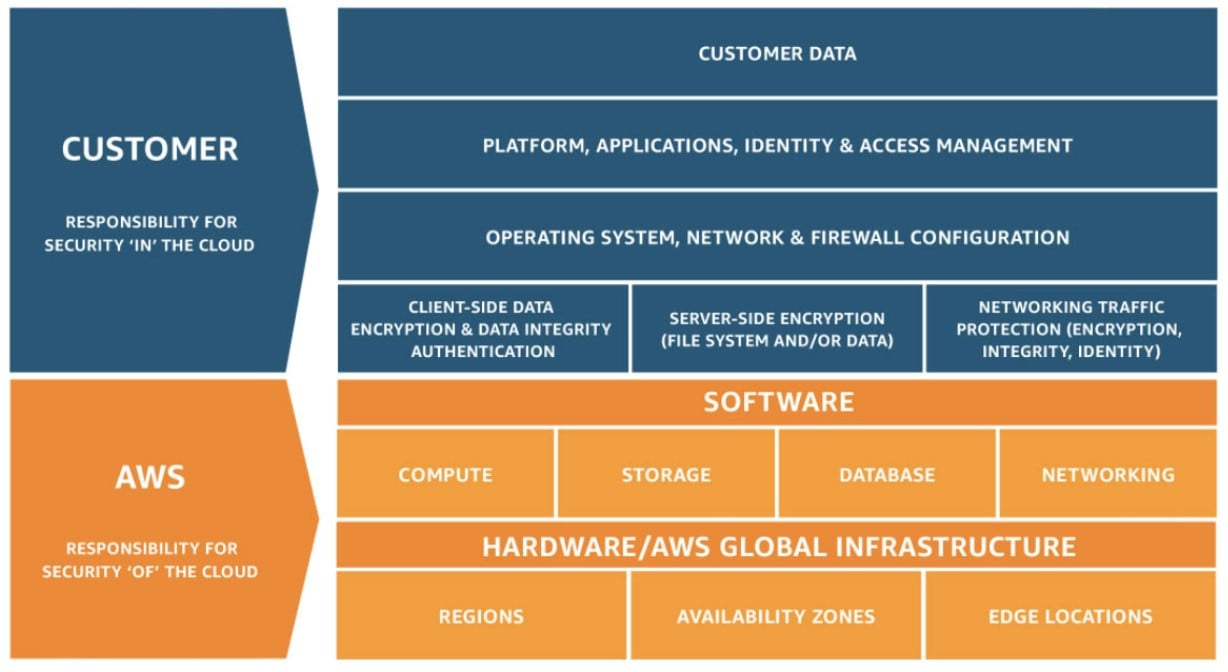 CUSTOMER
RESPONSIBILITY FOR
SECURITY ‘IN’ THE CLOUD
CUSTOMER DATA
PLATFORM, APPLICATIONS, IDENTITY & ACCESS MANAGEMENT
OPERATING SYSTEM, NETWORK & FIREWALL CONFIGURATION
CLIENT-SIDE DATA
ENCRYPTION & DATA INTEGRITY
AUTHENTICATION
SERVER-SIDE ENCRYPTION
(FILE SYSTEM AND/OR DATA)
NETWORKING TRAFFIC
PROTECTION (ENCRYPTION,
INTEGRITY, IDENTITY)
AWS
RESPONSIBILITY FOR
SECURITY ‘OF’ THE CLOUD
SOFTWARE
COMPUTE
STORAGE
DATABASE
NETWORKING
HARDWARE/AWS GLOBAL INFRASTRUCTURE
REGIONS
AVAILABILITY ZONES
EDGE LOCATIONS